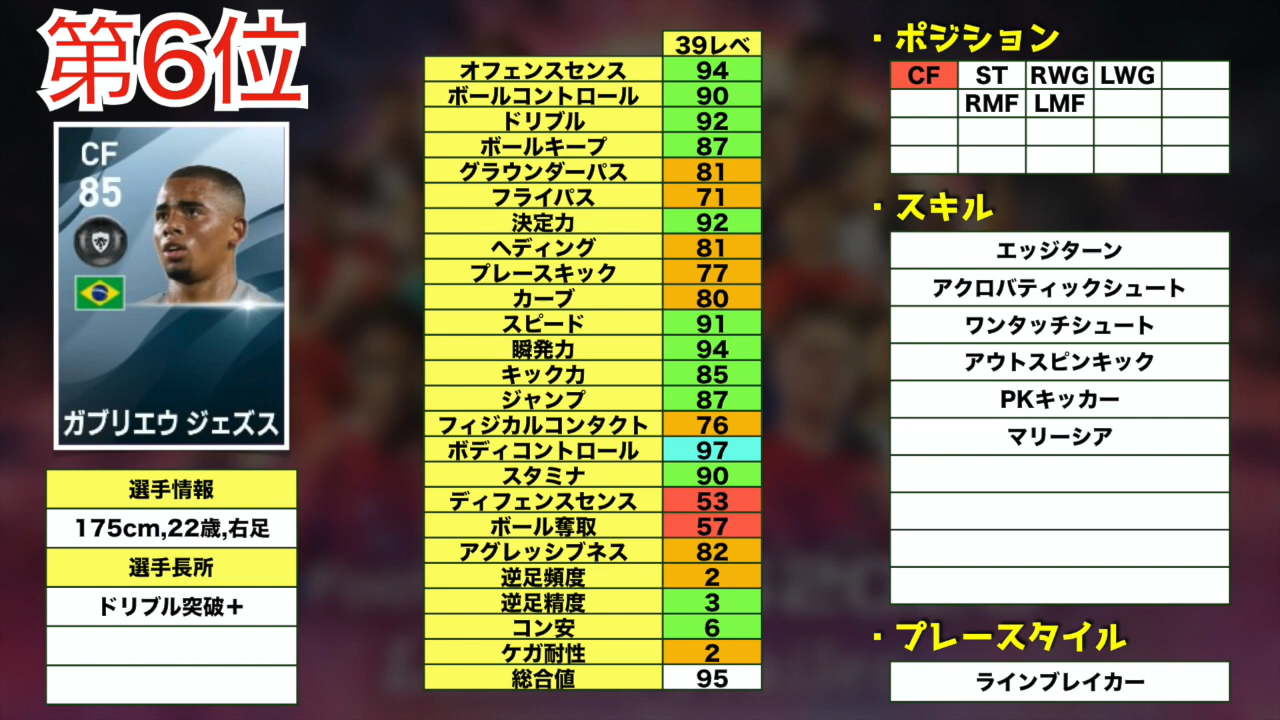 第6位
CF
85
ガブリエウ ジェズス
選手情報
175cm,22歳,右足
選手長所
ドリブル突破＋
39レベ
オフェンスセンス 94
ボールコントロール 90
ドリブル 92
ボールキープ 87
グラウンダーパス 81
フライパス 71
決定力 92
ヘディング 81
プレースキック 77
カーブ 80
スピード 91
瞬発力 94
キック力 85
ジャンプ 87
フィジカルコンタクト 76
ボディコントロール 97
スタミナ 90
ディフェンスセンス 53
ボール奪取 57
アグレッシブネス 82
逆足頻度 2
逆足精度 3
コン安 6
ケガ耐性 2
総合値 95
・ポジション
CF ST RWG LWG
RMF LMF
・スキル
エッジターン
アクロバティックシュート
ワンタッチシュート
アウトスピンキック
PKキッカー
マリーシア
・プレースタイル
ラインブレイカー